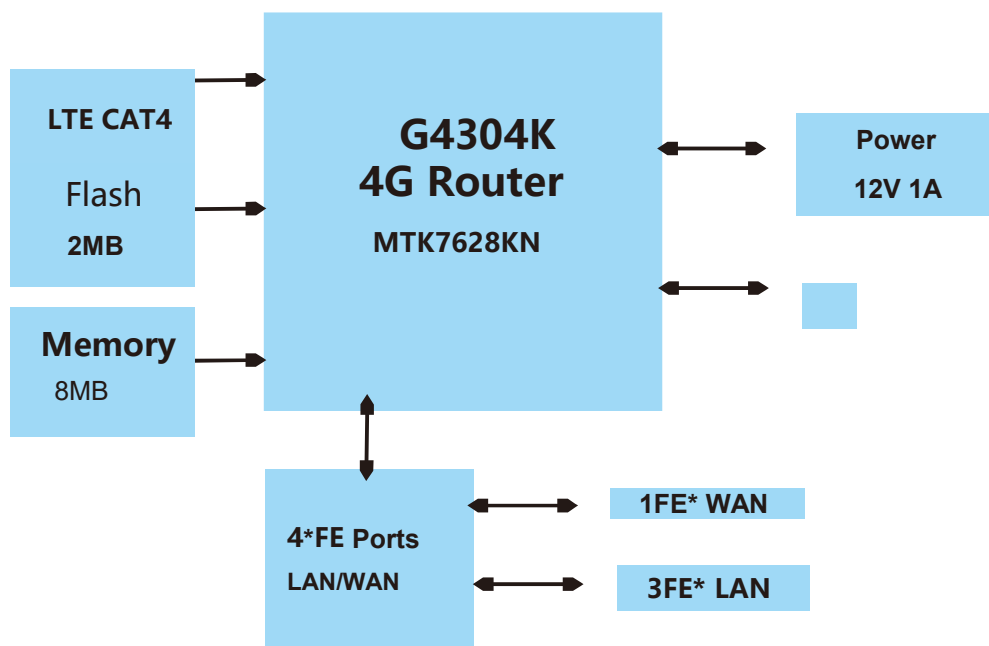 LTE CAT4
Flash
2MB
Memory
8MB
G4304K
4G Router
MTK7628KN
Power
12V 1A
4*FE Ports
LAN/WAN
1FE* WAN
3FE* LAN